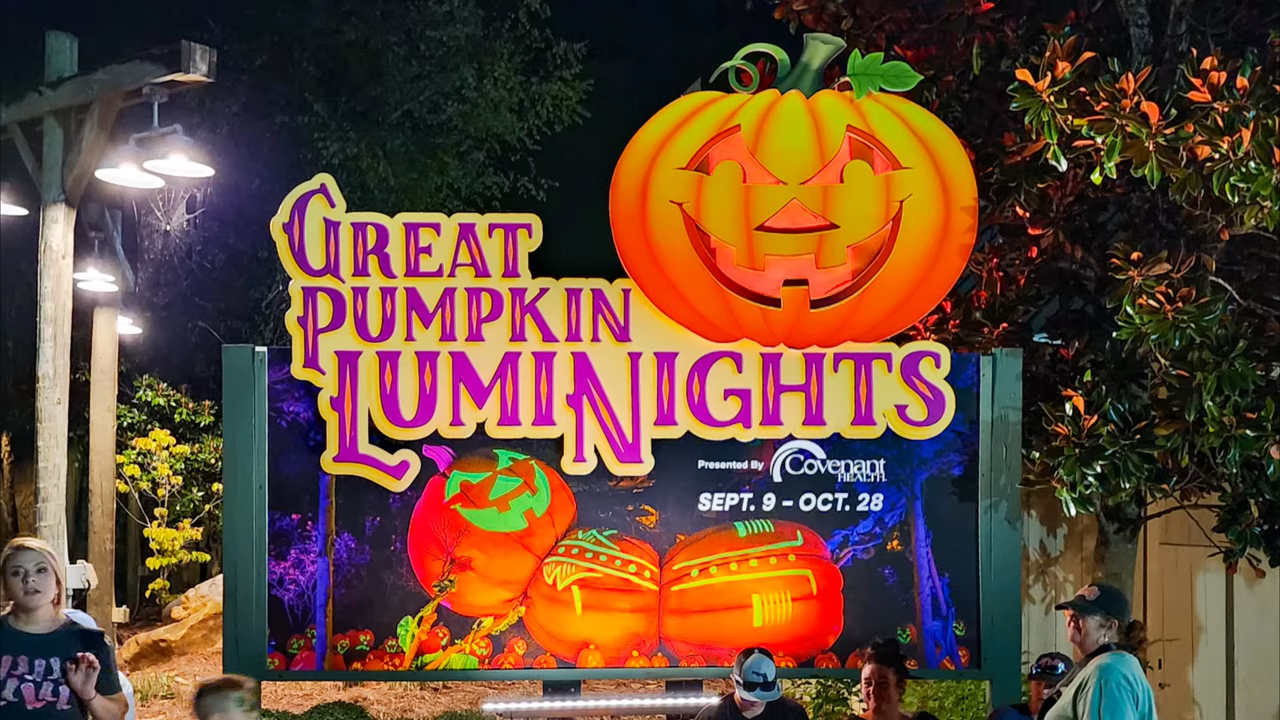 GREAT
PUMPKIN
LUMINIGHTS
Presented By Covenant
HEALTH
SEPT. 9 – OCT. 28